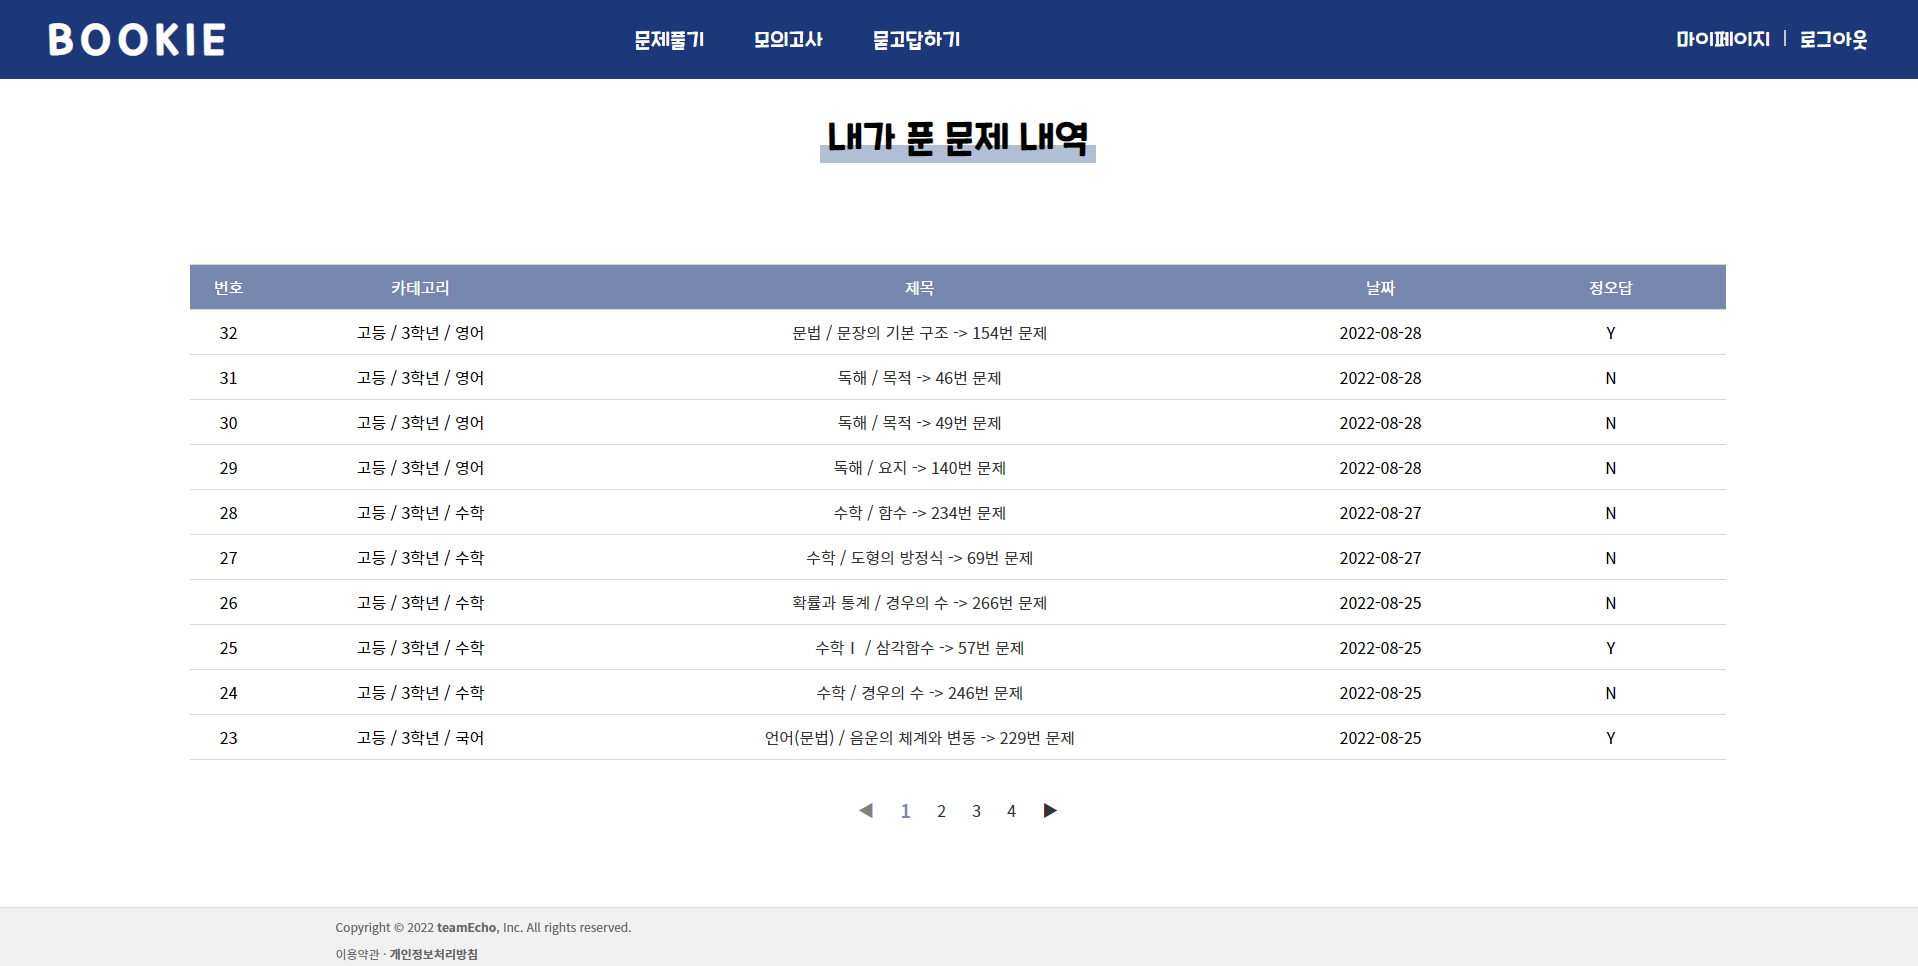 BOOKIE 문제풀기 모의고사 묻고답하기 마이페이지 | 로그아웃
내가 푼 문제 내역
번호 카테고리 제목 날짜 정오답
32 고등 / 3학년 / 영어 문법 / 문장의 기본 구조 -> 154번 문제 2022-08-28 Y
31 고등 / 3학년 / 영어 독해 / 목적 -> 46번 문제 2022-08-28 N
30 고등 / 3학년 / 영어 독해 / 목적 -> 49번 문제 2022-08-28 N
29 고등 / 3학년 / 영어 독해 / 요지 -> 140번 문제 2022-08-28 N
28 고등 / 3학년 / 수학 수학 / 함수 -> 234번 문제 2022-08-27 N
27 고등 / 3학년 / 수학 수학 / 도형의 방정식 -> 69번 문제 2022-08-27 N
26 고등 / 3학년 / 수학 확률과 통계 / 경우의 수 -> 266번 문제 2022-08-25 N
25 고등 / 3학년 / 수학 수학Ⅰ / 삼각함수 -> 57번 문제 2022-08-25 Y
24 고등 / 3학년 / 수학 수학 / 경우의 수 -> 246번 문제 2022-08-25 N
23 고등 / 3학년 / 국어 언어(문법) / 음운의 체계와 변동 -> 229번 문제 2022-08-25 Y
◀ 1 2 3 4 ▶
Copyright © 2022 teamEcho, Inc. All rights reserved.
이용약관 · 개인정보처리방침